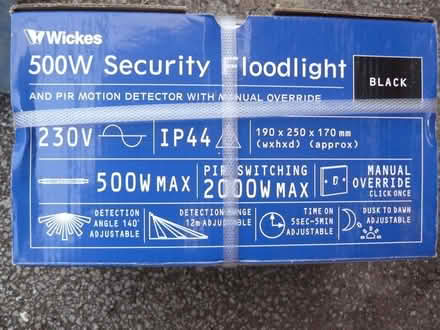 Wickes
500W Security Floodlight
BLACK
AND PIR MOTION DETECTOR WITH MANUAL OVERRIDE
230V IP44 190 x 250 x 170 mm
(wxhxd) (approx)
500W MAX
PIR SWITCHING
2000W MAX
MANUAL
OVERRIDE
CLICK ONCE
DETECTION
ANGLE 140°
ADJUSTABLE
DETECTION RANGE
12m ADJUSTABLE
TIME ON
5SEC-5MIN
ADJUSTABLE
DUSK TO DAWN
ADJUSTABLE